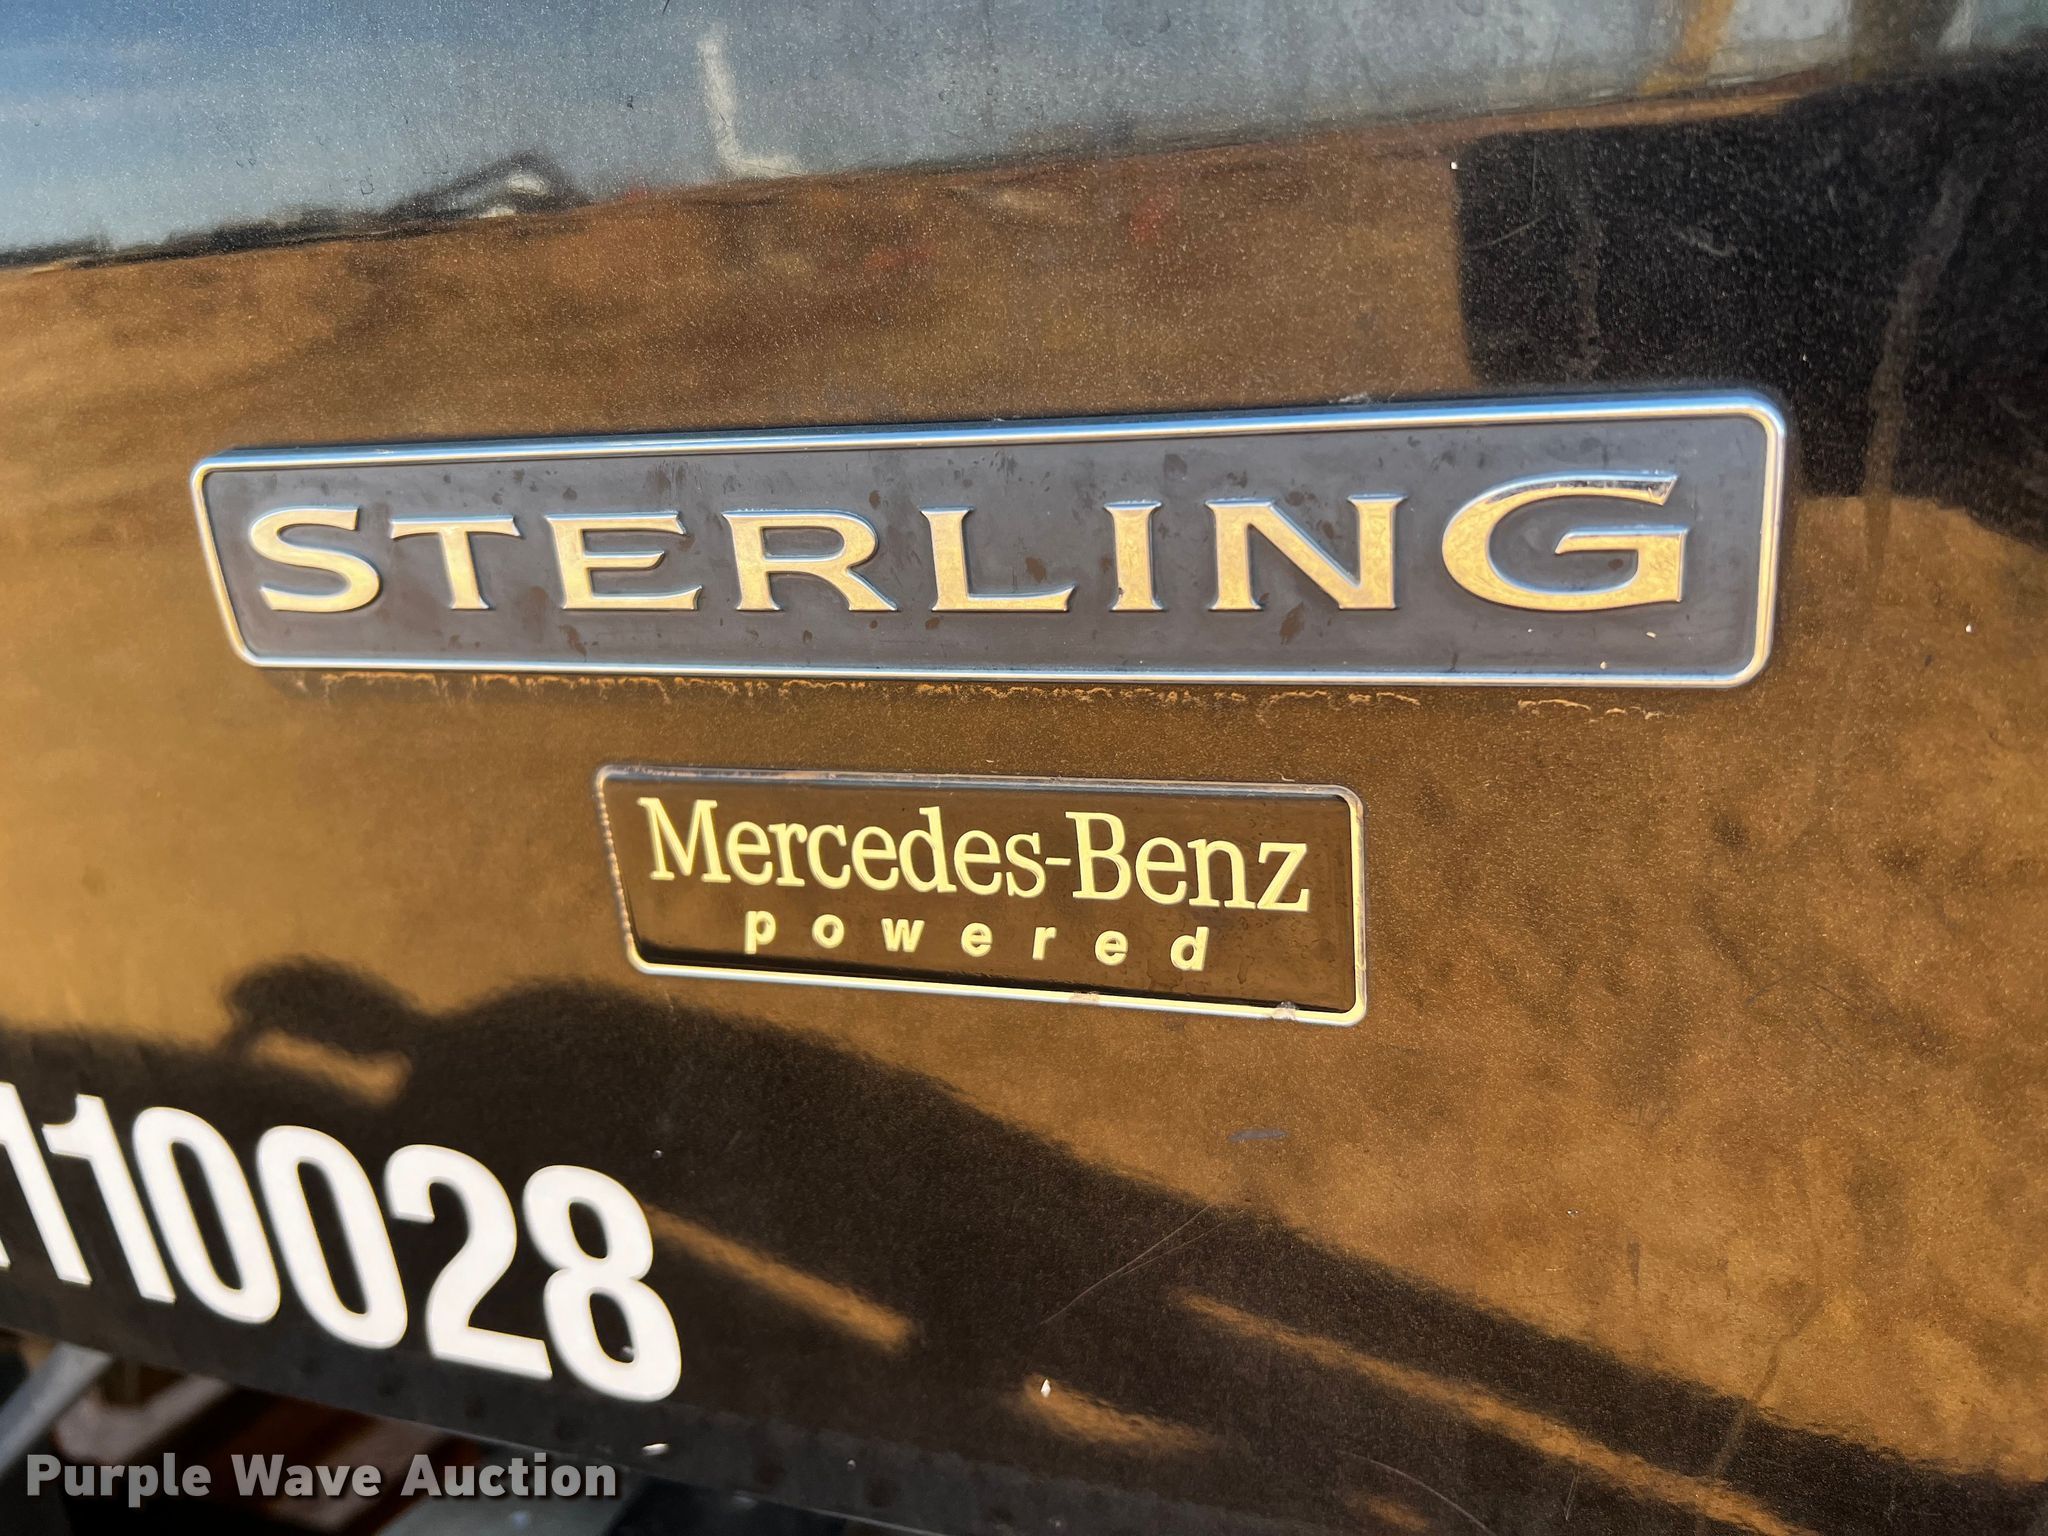 STERLING
Mercedes-Benz
powered
110028
Purple Wave Auction